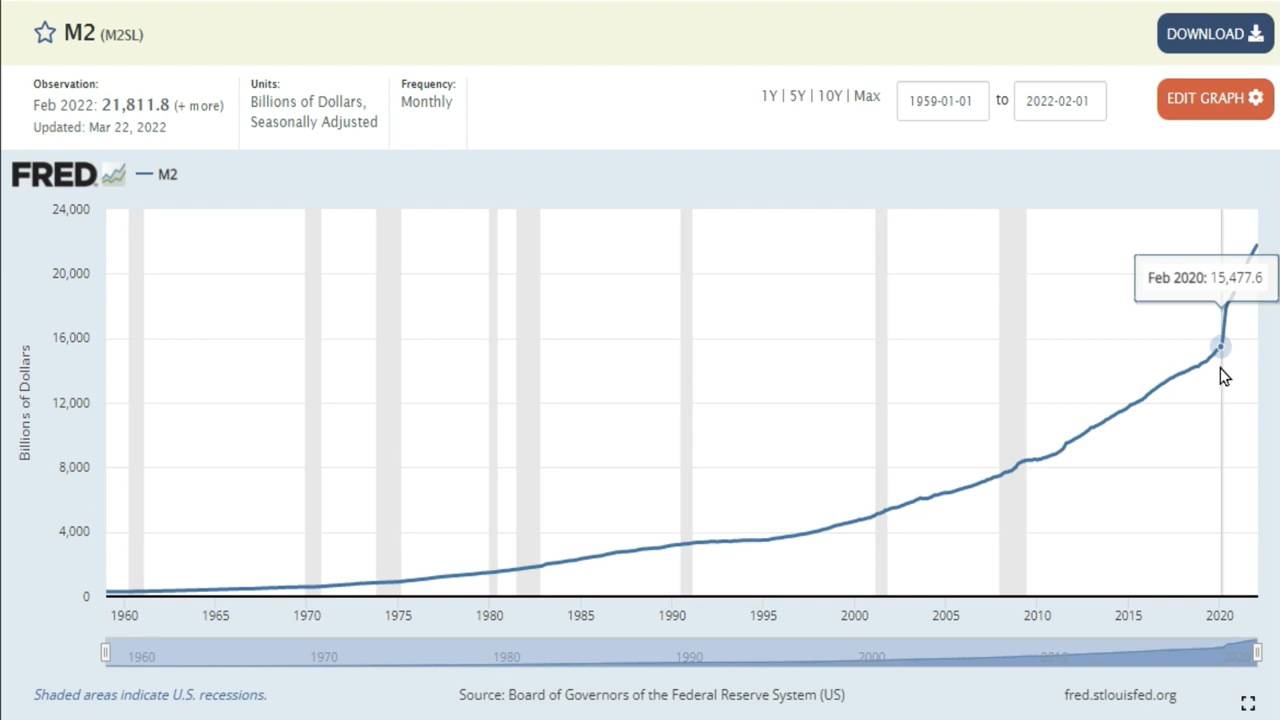 M2 (M2SL)
DOWNLOAD
Observation:
Feb 2022: 21,811.8 (+ more)
Updated: Mar 22, 2022
Units:
Billions of Dollars,
Seasonally Adjusted
Frequency:
Monthly
1Y | 5Y | 10Y | Max
1959-01-01 to 2022-02-01
EDIT GRAPH
FRED M2
24,000
20,000
16,000
12,000
8,000
4,000
0
Billions of Dollars
Feb 2020: 15,477.6
1960 1965 1970 1975 1980 1985 1990 1995 2000 2005 2010 2015 2020
1960 1970 1980 1990 2000 2010 2020
Shaded areas indicate U.S. recessions.
Source: Board of Governors of the Federal Reserve System (US)
fred.stlouisfed.org